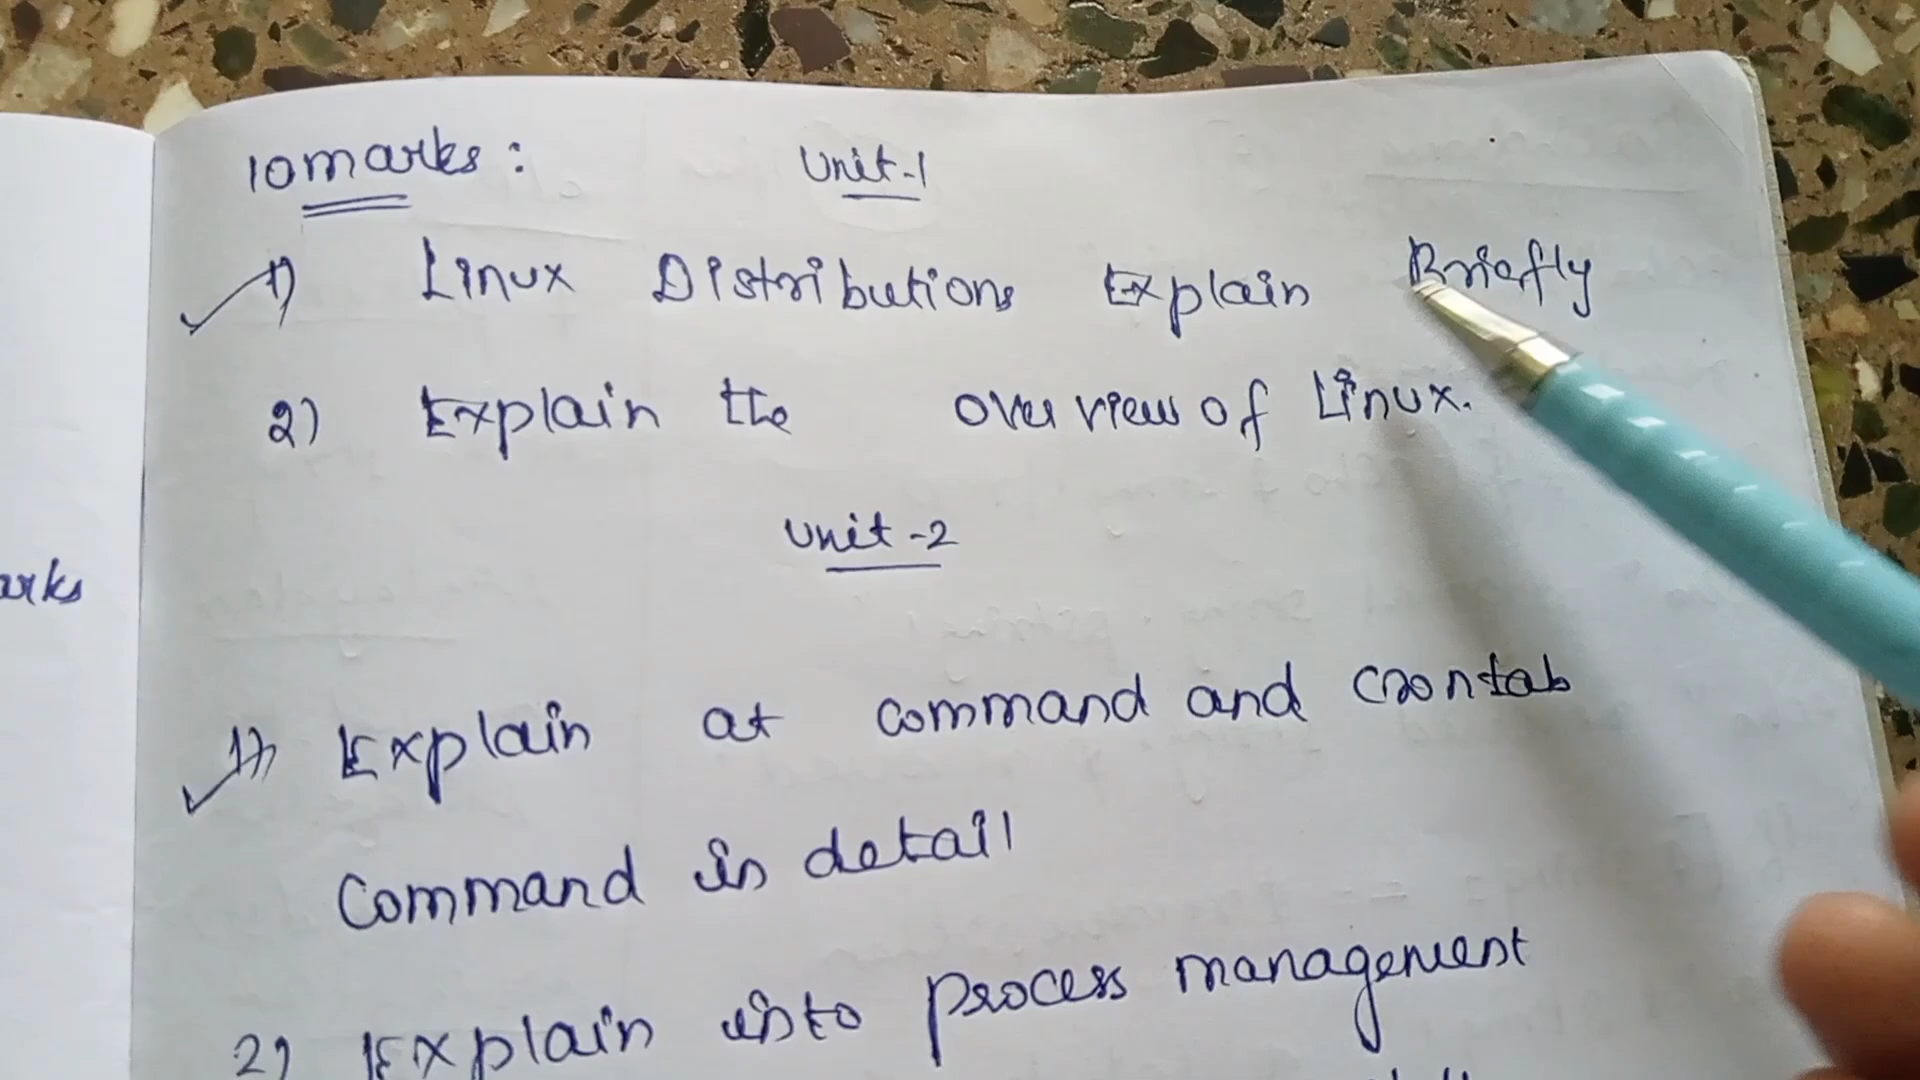 10marks: Unit-1
1) Linux Distributions Explain Briefly
2) Explain the overview of Linux.
Unit-2
1) Explain at command and crontab
Command in detail
2) Explain into process management